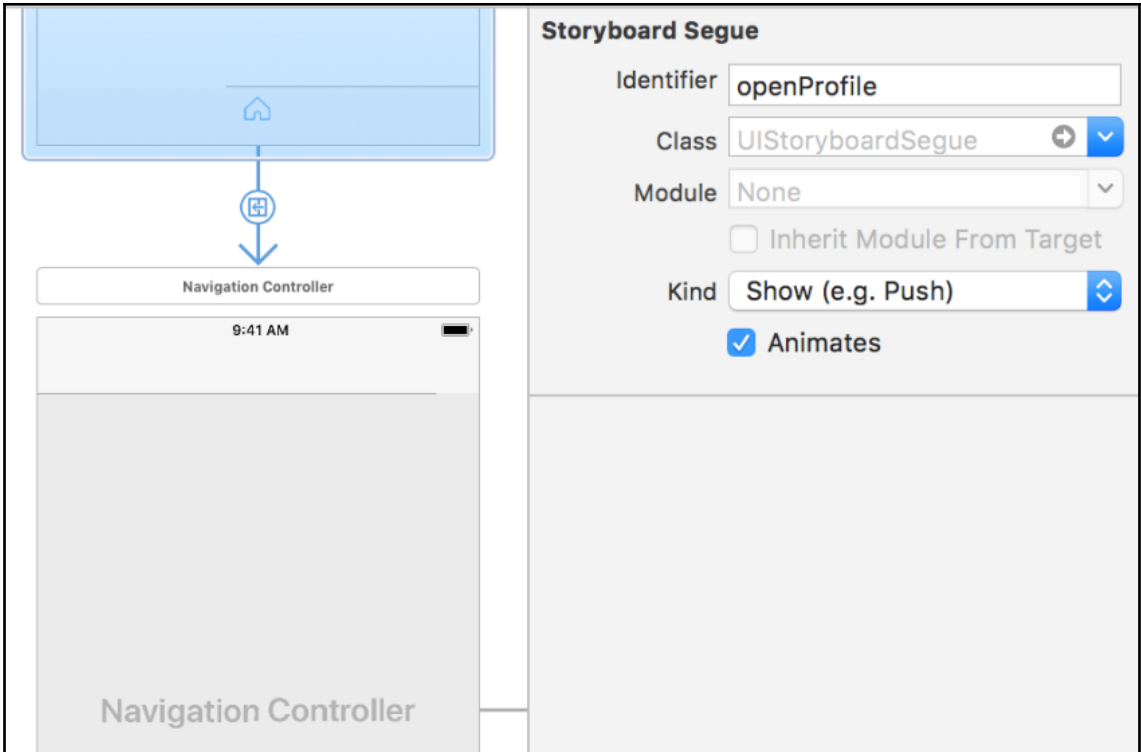 Storyboard Segue
Identifier openProfile
Class UIStoryboardSegue
Module None
Inherit Module From Target
Kind Show (e.g. Push)
Animates
Navigation Controller
9:41 AM
Navigation Controller